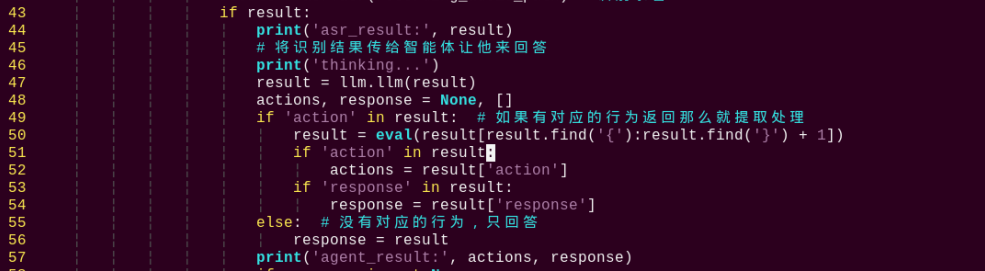 43 if result:
44 print('asr_result:', result)
45 # 将识别结果传给智能体让他来回答
46 print('thinking...')
47 result = llm.llm(result)
48 actions, response = None, []
49 if 'action' in result: # 如果有对应的行为返回那么就提取处理
50 result = eval(result[result.find('{'):result.find('}') + 1])
51 if 'action' in result:
52 actions = result['action']
53 if 'response' in result:
54 response = result['response']
55 else: # 没有对应的行为，只回答
56 response = result
57 print('agent_result:', actions, response)